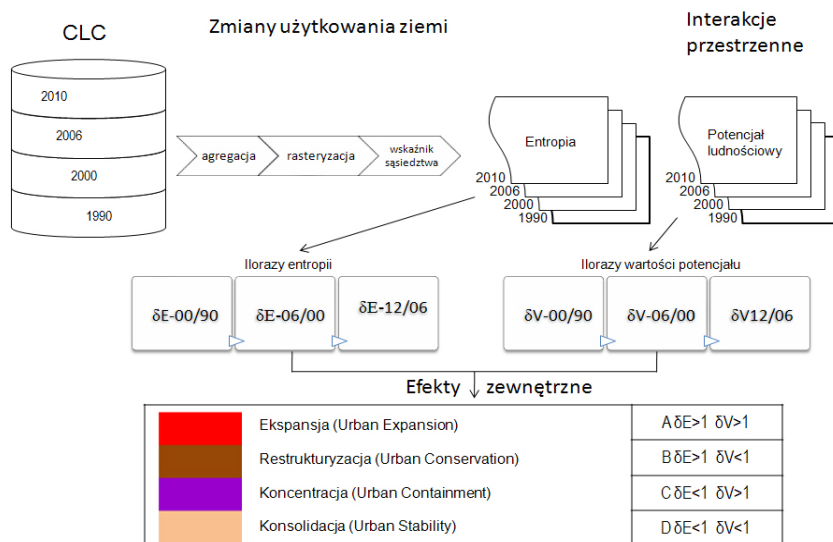 CLC
Zmiany użytkowania ziemi
Interakcje
przestrzenne
2010
2006
2000
1990
agregacja
rasteryzacja
wskaźnik
sąsiedztwa
Entropia
2010
2006
2000
1990
Potencjał
ludnościowy
2010
2006
2000
1990
Ilorazy entropii
Ilorazy wartości potencjału
δE-00/90
δE-06/00
δE-12/06
δV-00/90
δV-06/00
δV12/06
Efekty zewnętrzne
Ekspansja (Urban Expansion)
A δE>1 δV>1
Restrukturyzacja (Urban Conservation)
B δE>1 δV<1
Koncentracja (Urban Containment)
C δE<1 δV>1
Konsolidacja (Urban Stability)
D δE<1 δV<1